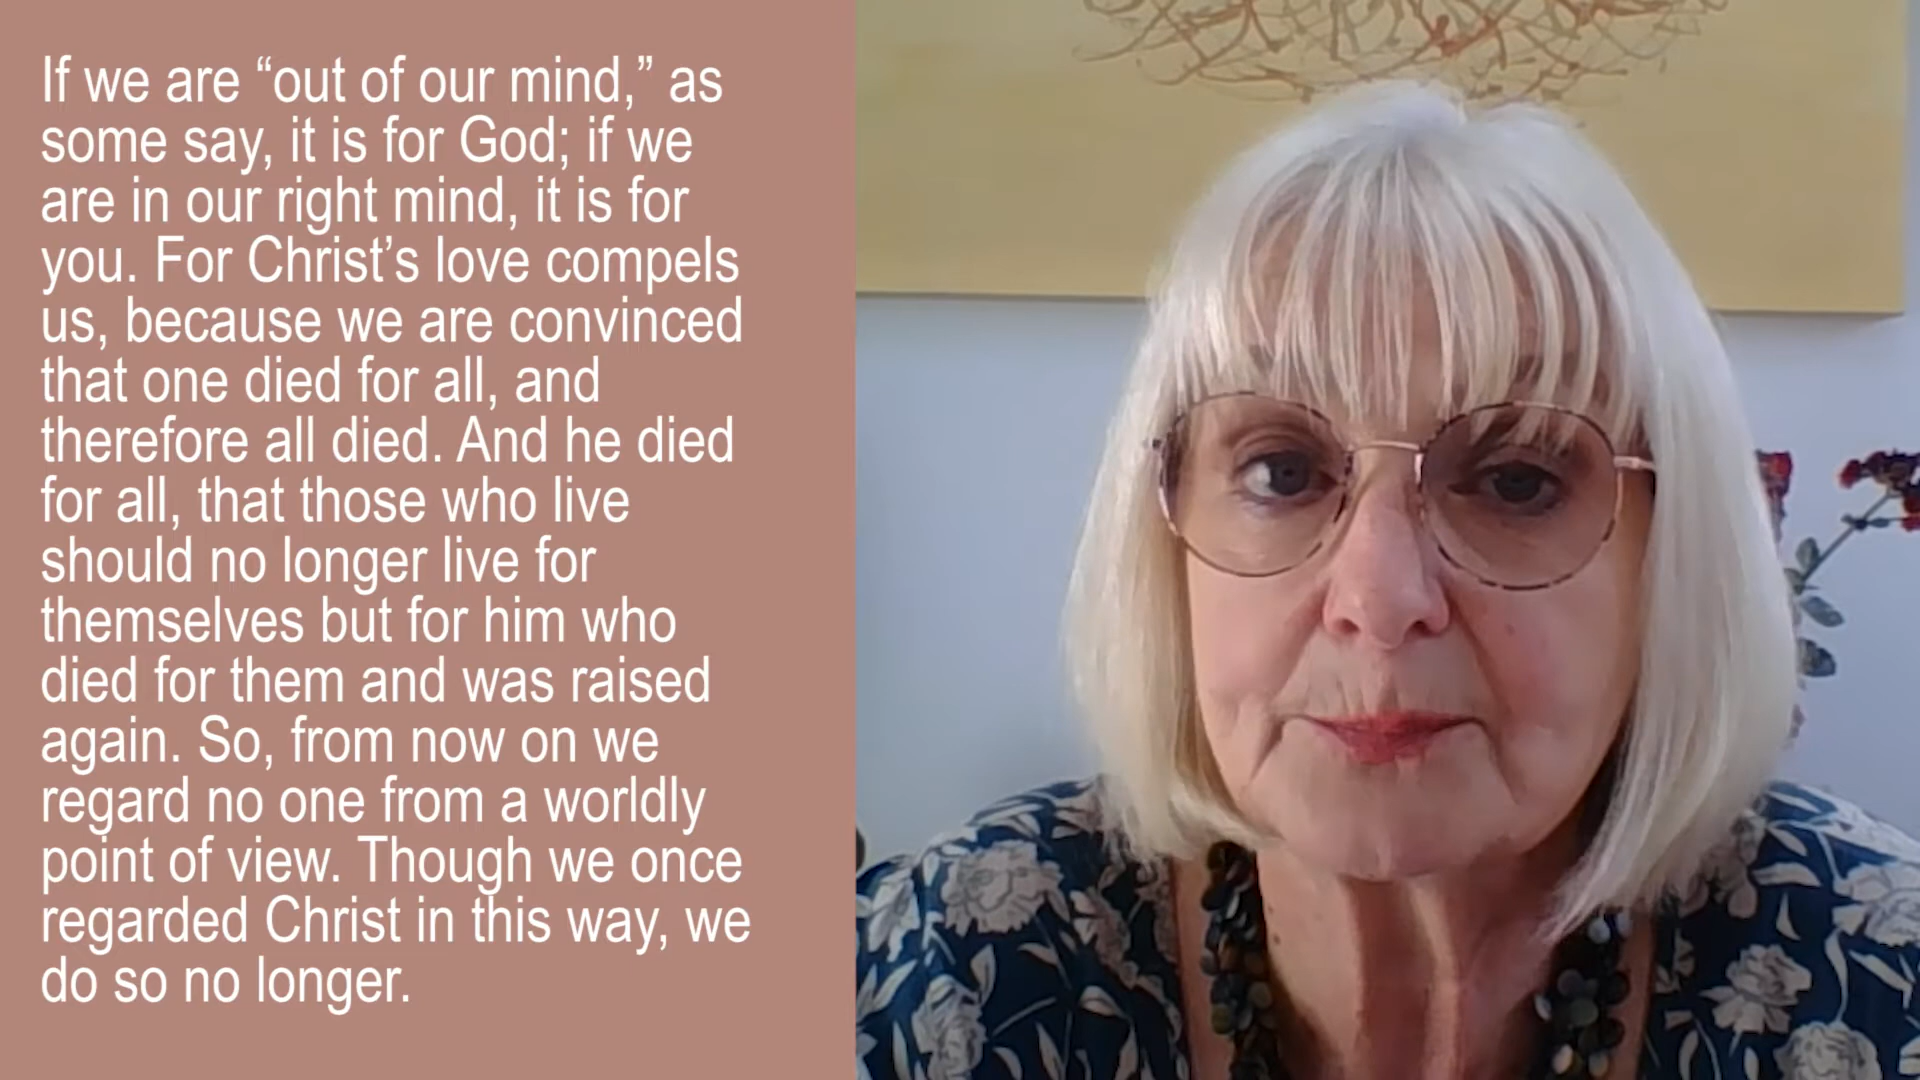 If we are “out of our mind,” as
some say, it is for God; if we
are in our right mind, it is for
you. For Christ’s love compels
us, because we are convinced
that one died for all, and
therefore all died. And he died
for all, that those who live
should no longer live for
themselves but for him who
died for them and was raised
again. So, from now on we
regard no one from a worldly
point of view. Though we once
regarded Christ in this way, we
do so no longer.